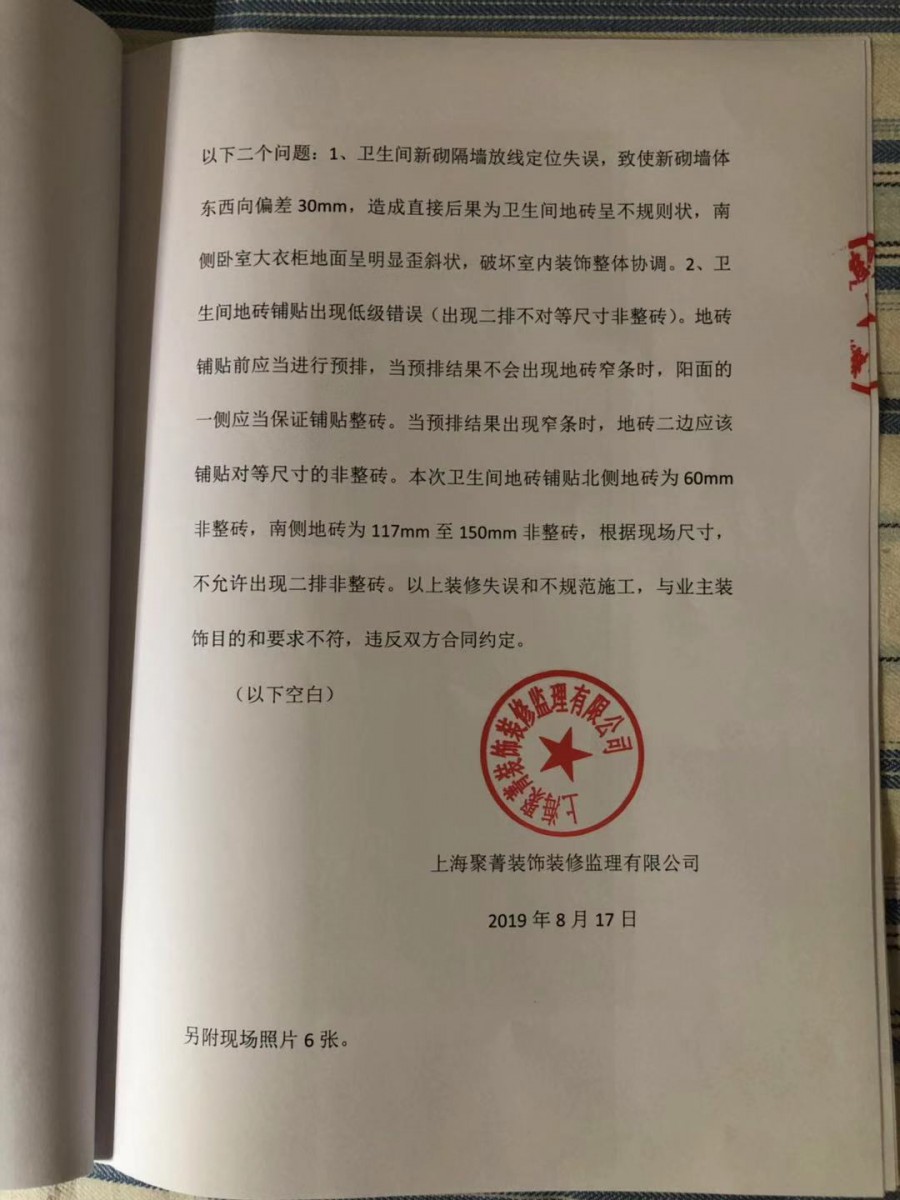 以下二个问题：1、卫生间新砌隔墙放线定位失误，致使新砌墙体
东西向偏差 30mm，造成直接后果为卫生间地砖呈不规则状，南
侧卧室大衣柜地面呈明显歪斜状，破坏室内装饰整体协调。2、卫
生间地砖铺贴出现低级错误（出现二排不对等尺寸非整砖）。地砖
铺贴前应当进行预排，当预排结果不会出现地砖窄条时，阳面的
一侧应当保证铺贴整砖。当预排结果出现窄条时，地砖二边应该
铺贴对等尺寸的非整砖。本次卫生间地砖铺贴北侧地砖为 60mm
非整砖，南侧地砖为 117mm 至 150mm 非整砖，根据现场尺寸，
不允许出现二排非整砖。以上装修失误和不规范施工，与业主装
饰目的和要求不符，违反双方合同约定。
（以下空白）
上海聚菁装饰装修监理有限公司
上海聚菁装饰装修监理有限公司
2019 年 8 月 17 日
另附现场照片 6 张。